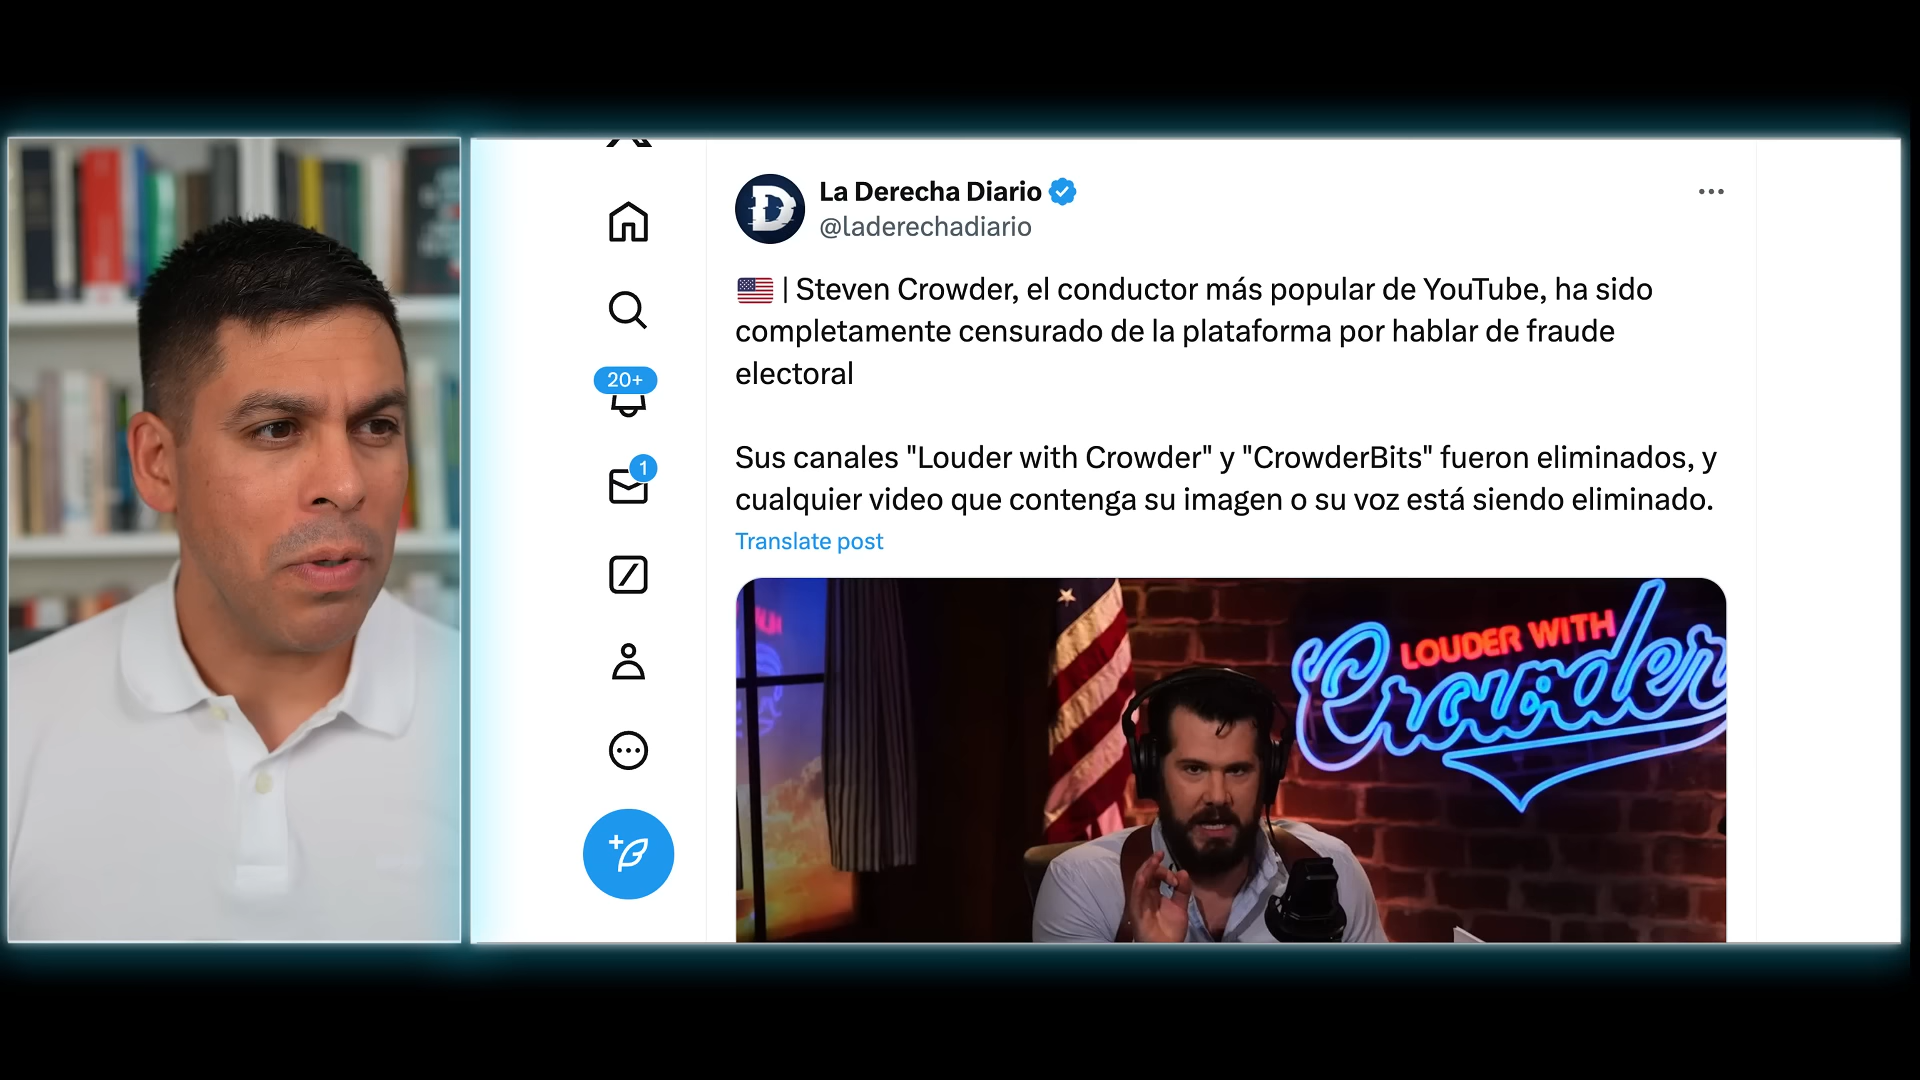 La Derecha Diario
@laderechadiario
| Steven Crowder, el conductor más popular de YouTube, ha sido
completamente censurado de la plataforma por hablar de fraude
electoral
Sus canales "Louder with Crowder" y "CrowderBits" fueron eliminados, y
cualquier video que contenga su imagen o su voz está siendo eliminado.
Translate post
20+
1
LOUDER WITH
Crowder